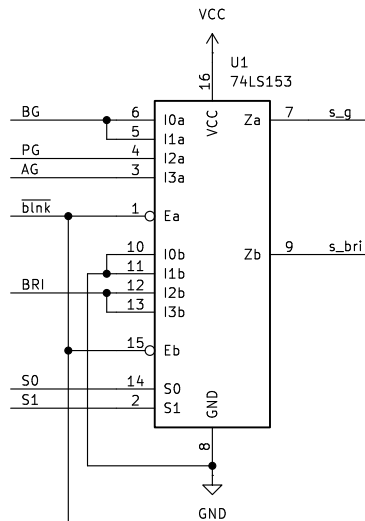 VCC
U1
74LS153
16
VCC
BG 6 I0a Za 7 s_g
5 I1a
PG 4 I2a
AG 3 I3a
blnk 1 Ea
10 I0b Zb 9 s_bri
11 I1b
BRI 12 I2b
13 I3b
15 Eb
S0 14 S0
S1 2 S1
GND
8
GND